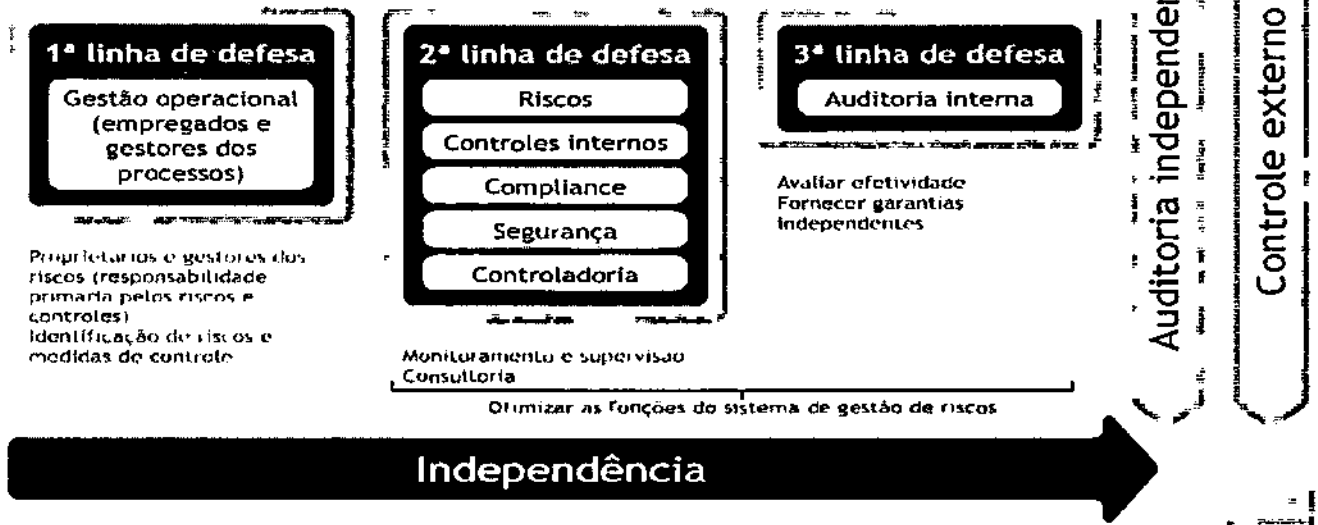 1ª linha de defesa
Gestão operacional
(empregados e
gestores dos
processos)
Proprietários e gestores dos
riscos (responsabilidade
primaria pelos riscos e
controles)
Identificação de riscos e
medidas de controle
2ª linha de defesa
Riscos
Controles internos
Compliance
Segurança
Controladoria
Monitoramento e supervisão
Consultoria
3ª linha de defesa
Auditoria interna
Avaliar efetividade
Fornecer garantias
independentes
Otimizar as funções do sistema de gestão de riscos
Independência
Auditoria indepen
Controle externo